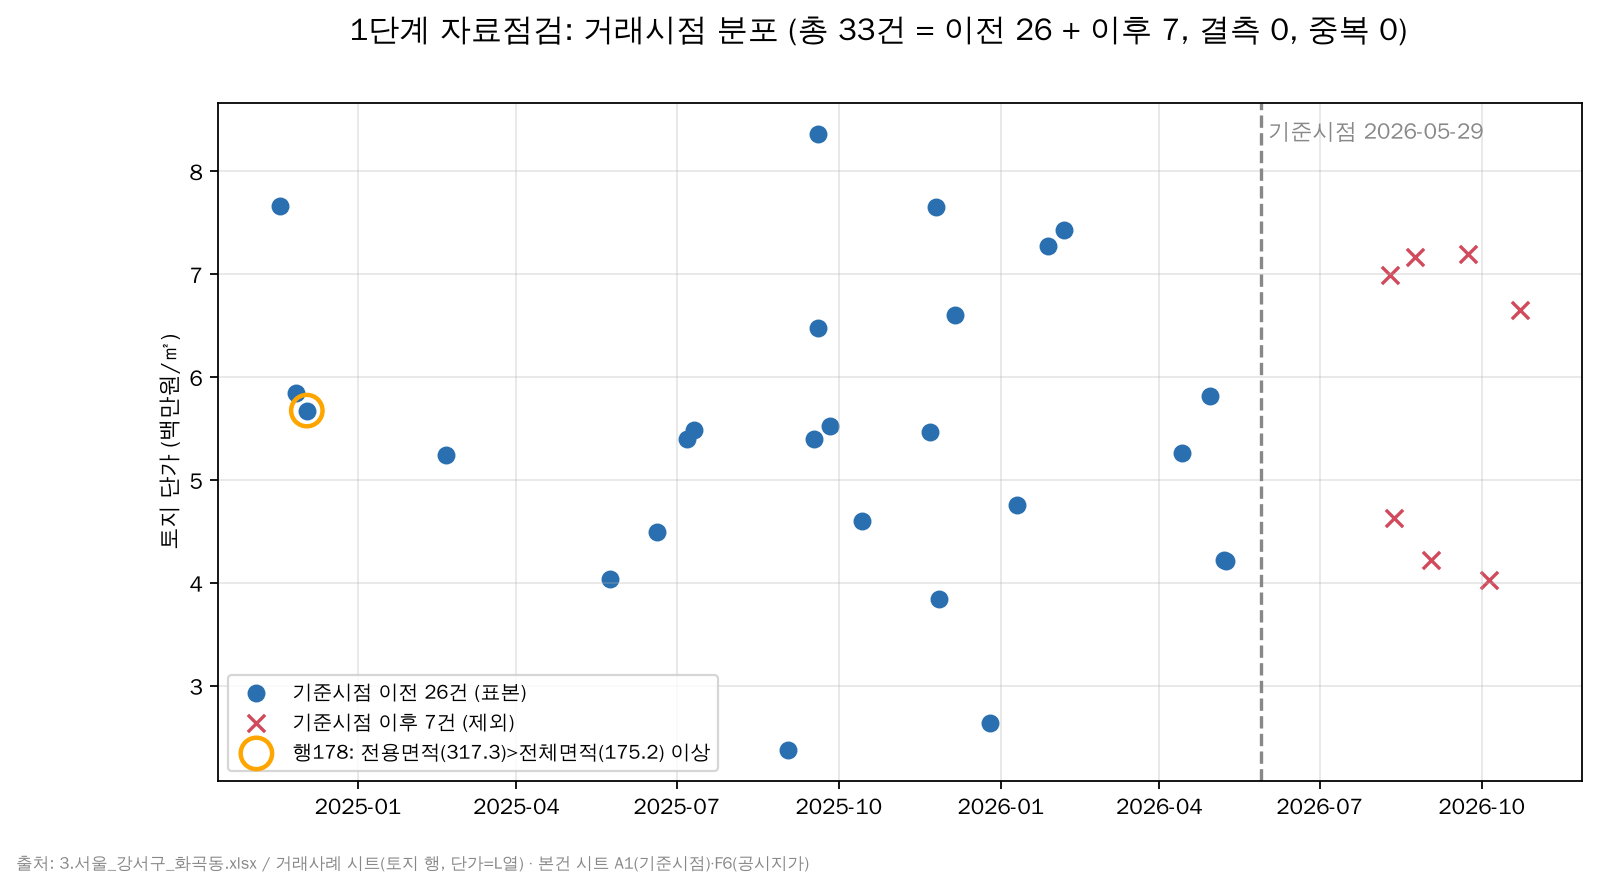 1단계 자료점검: 거래시점 분포 (총 33건 = 이전 26 + 이후 7, 결측 0, 중복 0)
기준시점 2026-05-29
토지 단가 (백만원/㎡)
8
7
6
5
4
3
기준시점 이전 26건 (표본)
기준시점 이후 7건 (제외)
행178: 전용면적(317.3)>전체면적(175.2) 이상
2025-01
2025-04
2025-07
2025-10
2026-01
2026-04
2026-07
2026-10
출처: 3.서울_강서구_화곡동.xlsx / 거래사례 시트(토지 행, 단가=L열) · 본건 시트 A1(기준시점)·F6(공시지가)